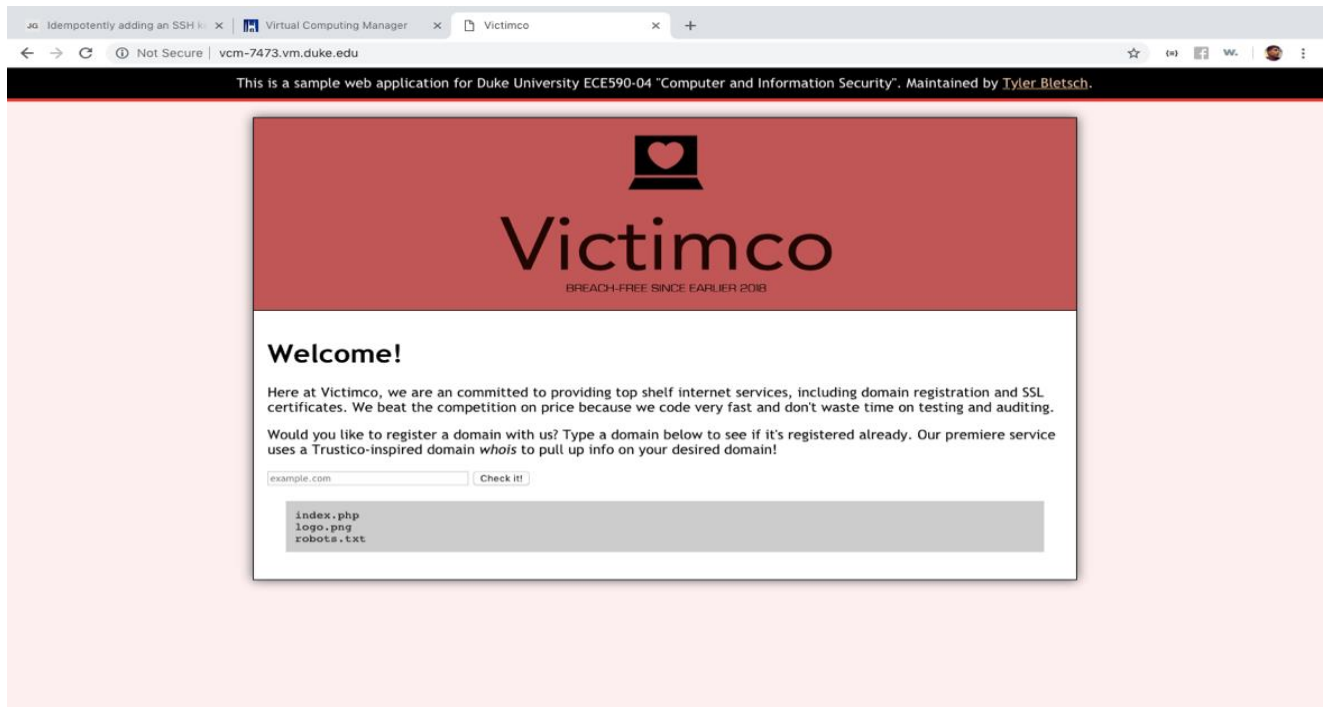 JG Idempotently adding an SSH k
Virtual Computing Manager
Victimco
Not Secure | vcm-7473.vm.duke.edu
This is a sample web application for Duke University ECE590-04 "Computer and Information Security". Maintained by Tyler Bletsch.
Victimco
BREACH-FREE SINCE EARLIER 2018
Welcome!
Here at Victimco, we are an committed to providing top shelf internet services, including domain registration and SSL
certificates. We beat the competition on price because we code very fast and don't waste time on testing and auditing.
Would you like to register a domain with us? Type a domain below to see if it's registered already. Our premiere service
uses a Trustico-inspired domain whois to pull up info on your desired domain!
example.com Check it!
index.php
logo.png
robots.txt